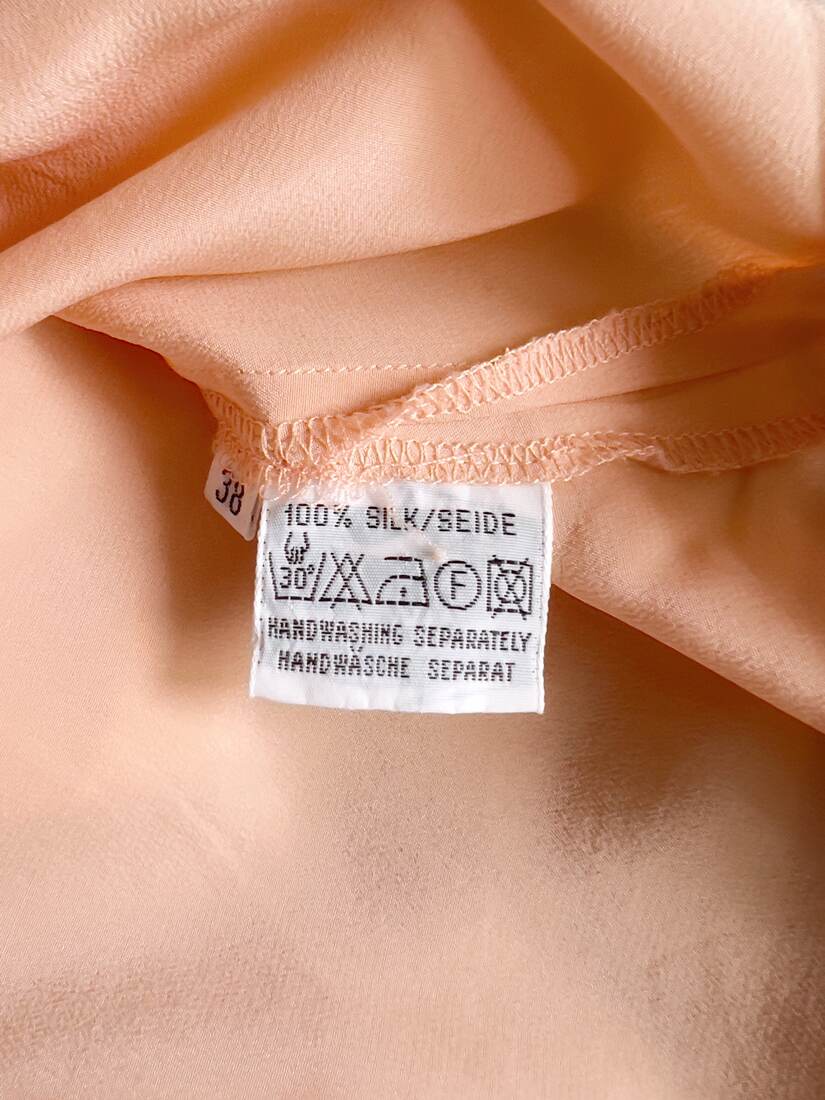 38
100% SILK/SEIDE
30° F
HANDWASHING SEPARATELY
HANDWÄSCHE SEPARAT